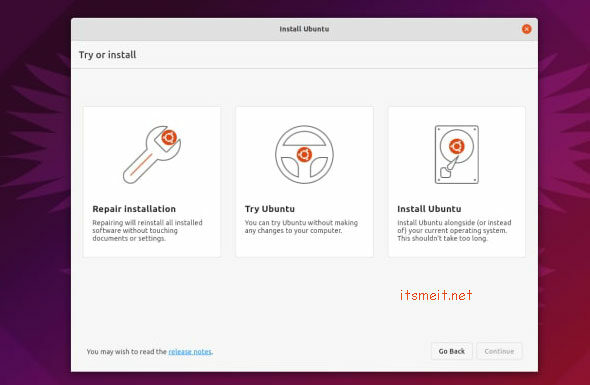 Install Ubuntu
Try or install
Repair installation
Repairing will reinstall all installed
software without touching
documents or settings.
Try Ubuntu
You can try Ubuntu without making
any changes to your computer.
Install Ubuntu
Install Ubuntu alongside (or instead
of) your current operating system.
This shouldn't take too long.
itsmeit.net
You may wish to read the release notes.
Go Back
Continue